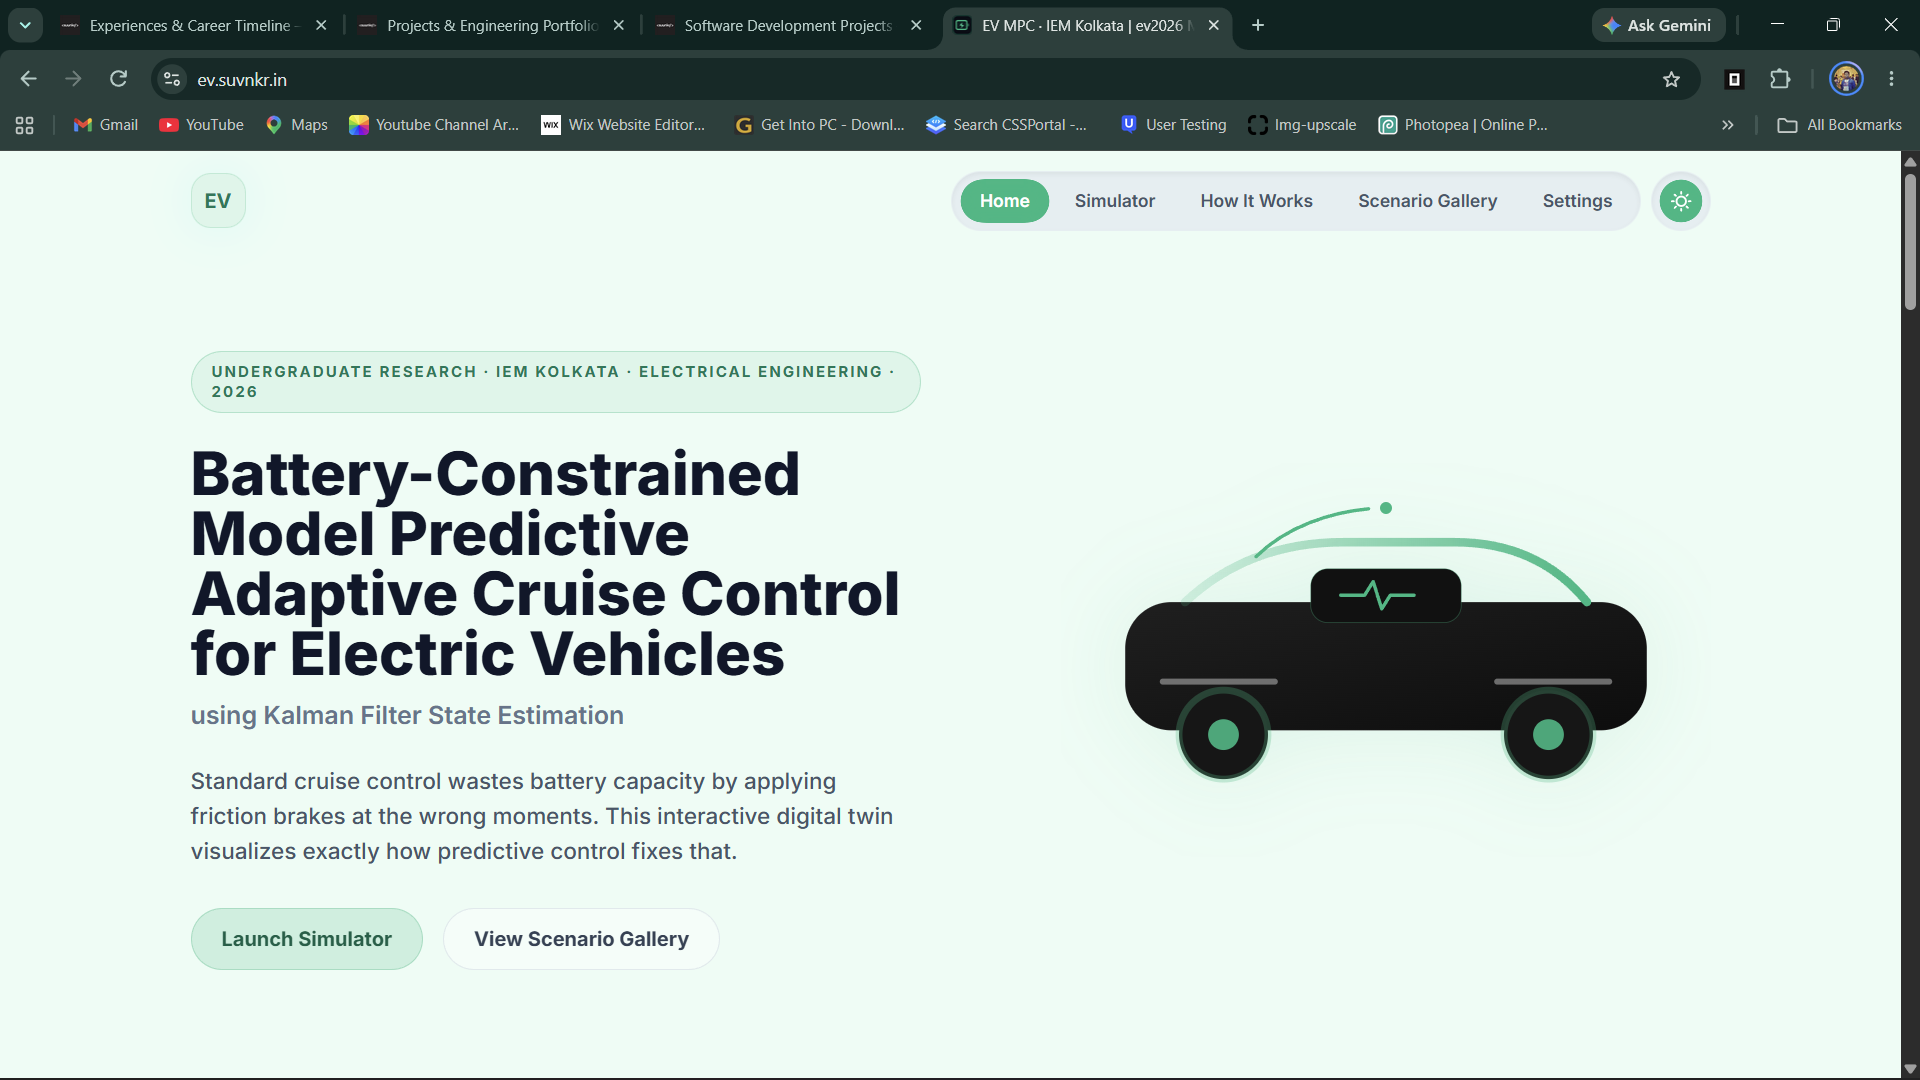 Experiences & Career Timeline -
Projects & Engineering Portfolio
Software Development Projects
EV MPC · IEM Kolkata | ev2026
Ask Gemini
ev.suvnkr.in
Gmail
YouTube
Maps
Youtube Channel Ar...
WIX
Wix Website Editor...
Get Into PC - Downl...
Search CSSPortal -...
User Testing
Img-upscale
Photopea | Online P...
All Bookmarks
EV
Home
Simulator
How It Works
Scenario Gallery
Settings
UNDERGRADUATE RESEARCH · IEM KOLKATA · ELECTRICAL ENGINEERING ·
2026
Battery-Constrained
Model Predictive
Adaptive Cruise Control
for Electric Vehicles
using Kalman Filter State Estimation
Standard cruise control wastes battery capacity by applying
friction brakes at the wrong moments. This interactive digital twin
visualizes exactly how predictive control fixes that.
Launch Simulator
View Scenario Gallery